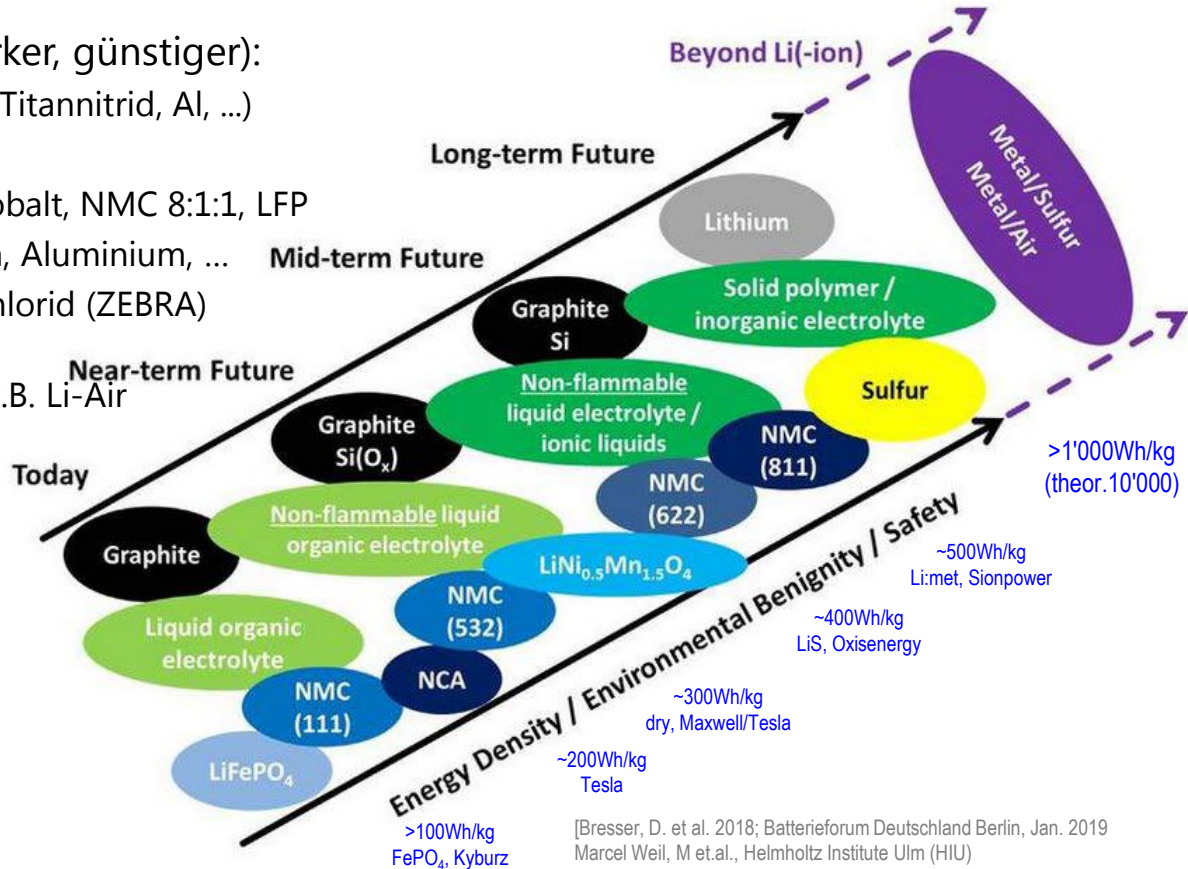 rker, günstiger):
Titannitrid, Al, ...)
obalt, NMC 8:1:1, LFP
, Aluminium, …
hlorid (ZEBRA)
.B. Li-Air
Beyond Li(-ion)
Long-term Future
Mid-term Future
Near-term Future
Today
Metal/Sulfur
Metal/Air
Lithium
Solid polymer /
inorganic electrolyte
Graphite
Si
Non-flammable
liquid electrolyte /
ionic liquids
Sulfur
Graphite
Si(Oₓ)
NMC
(811)
NMC
(622)
Non-flammable liquid
organic electrolyte
LiNi₀.₅Mn₁.₅O₄
Graphite
NMC
(532)
Liquid organic
electrolyte
NCA
NMC
(111)
LiFePO₄
Energy Density / Environmental Benignity / Safety
>1'000Wh/kg
(theor.10'000)
~500Wh/kg
Li:met, Sionpower
~400Wh/kg
LiS, Oxisenergy
~300Wh/kg
dry, Maxwell/Tesla
~200Wh/kg
Tesla
>100Wh/kg
FePO₄, Kyburz
[Bresser, D. et al. 2018; Batterieforum Deutschland Berlin, Jan. 2019
Marcel Weil, M et.al., Helmholtz Institute Ulm (HIU)